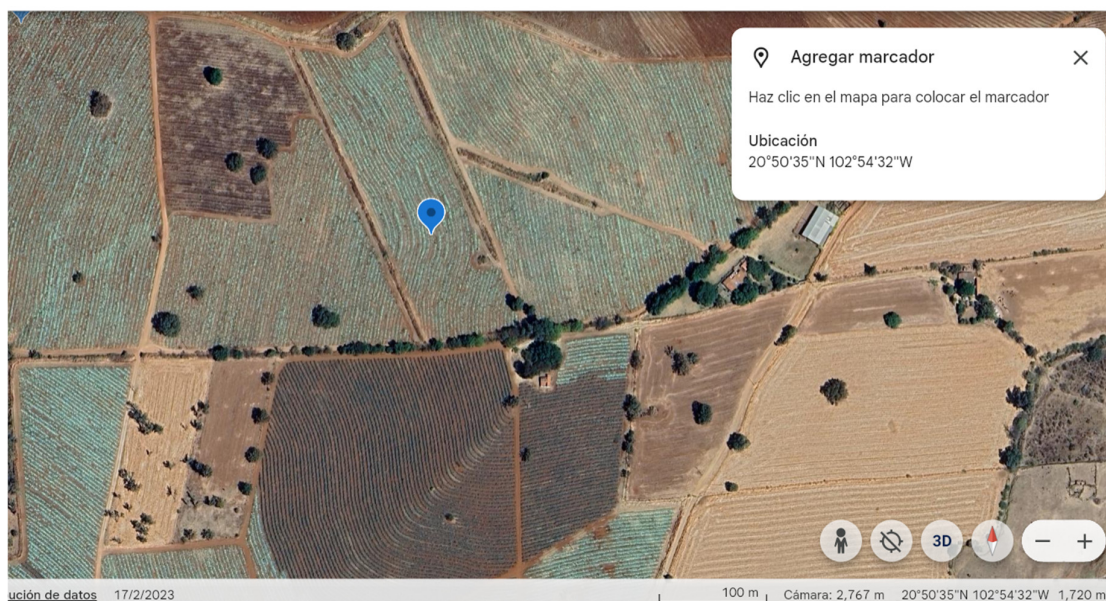 Agregar marcador
Haz clic en el mapa para colocar el marcador
Ubicación
20°50'35"N 102°54'32"W
3D
ución de datos 17/2/2023 100 m Cámara: 2,767 m 20°50'35"N 102°54'32"W 1,720 m